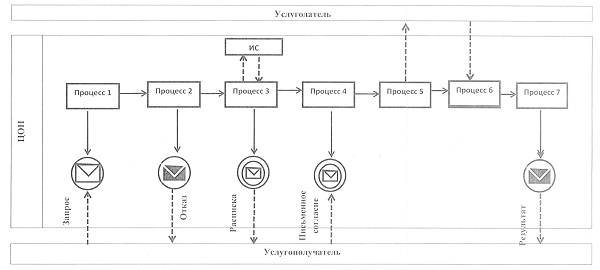 Услугодатель
ЦОН
ИС
Процесс 1
Процесс 2
Процесс 3
Процесс 4
Процесс 5
Процесс 6
Процесс 7
Запрос
Отказ
Расписка
Письменное
согласие
Результат
Услугополучатель